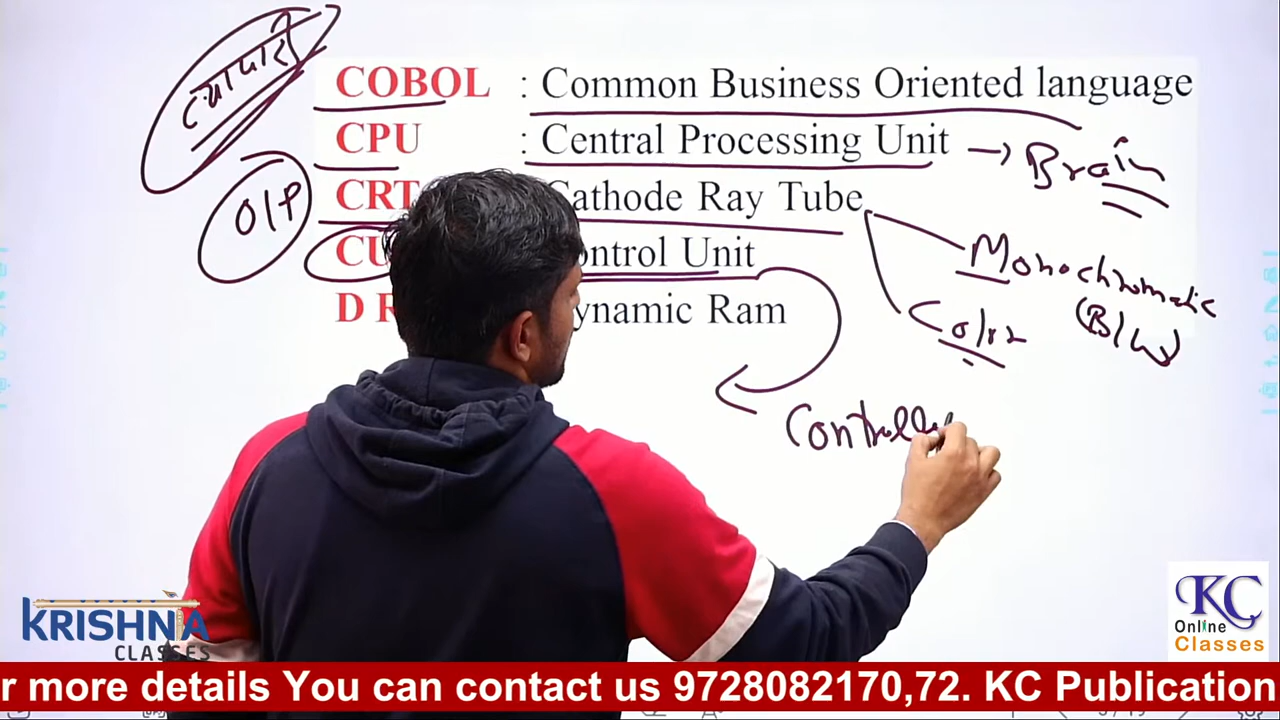 व्यापारी
COBOL : Common Business Oriented language
CPU : Central Processing Unit → Brain
O/P
CRT Cathode Ray Tube
CU ontrol Unit
Monochromatic
(B/W)
Color
D R ynamic Ram
Controlle
KRISHNA
CLASSES
KC
Online
Classes
r more details You can contact us 9728082170,72. KC Publication